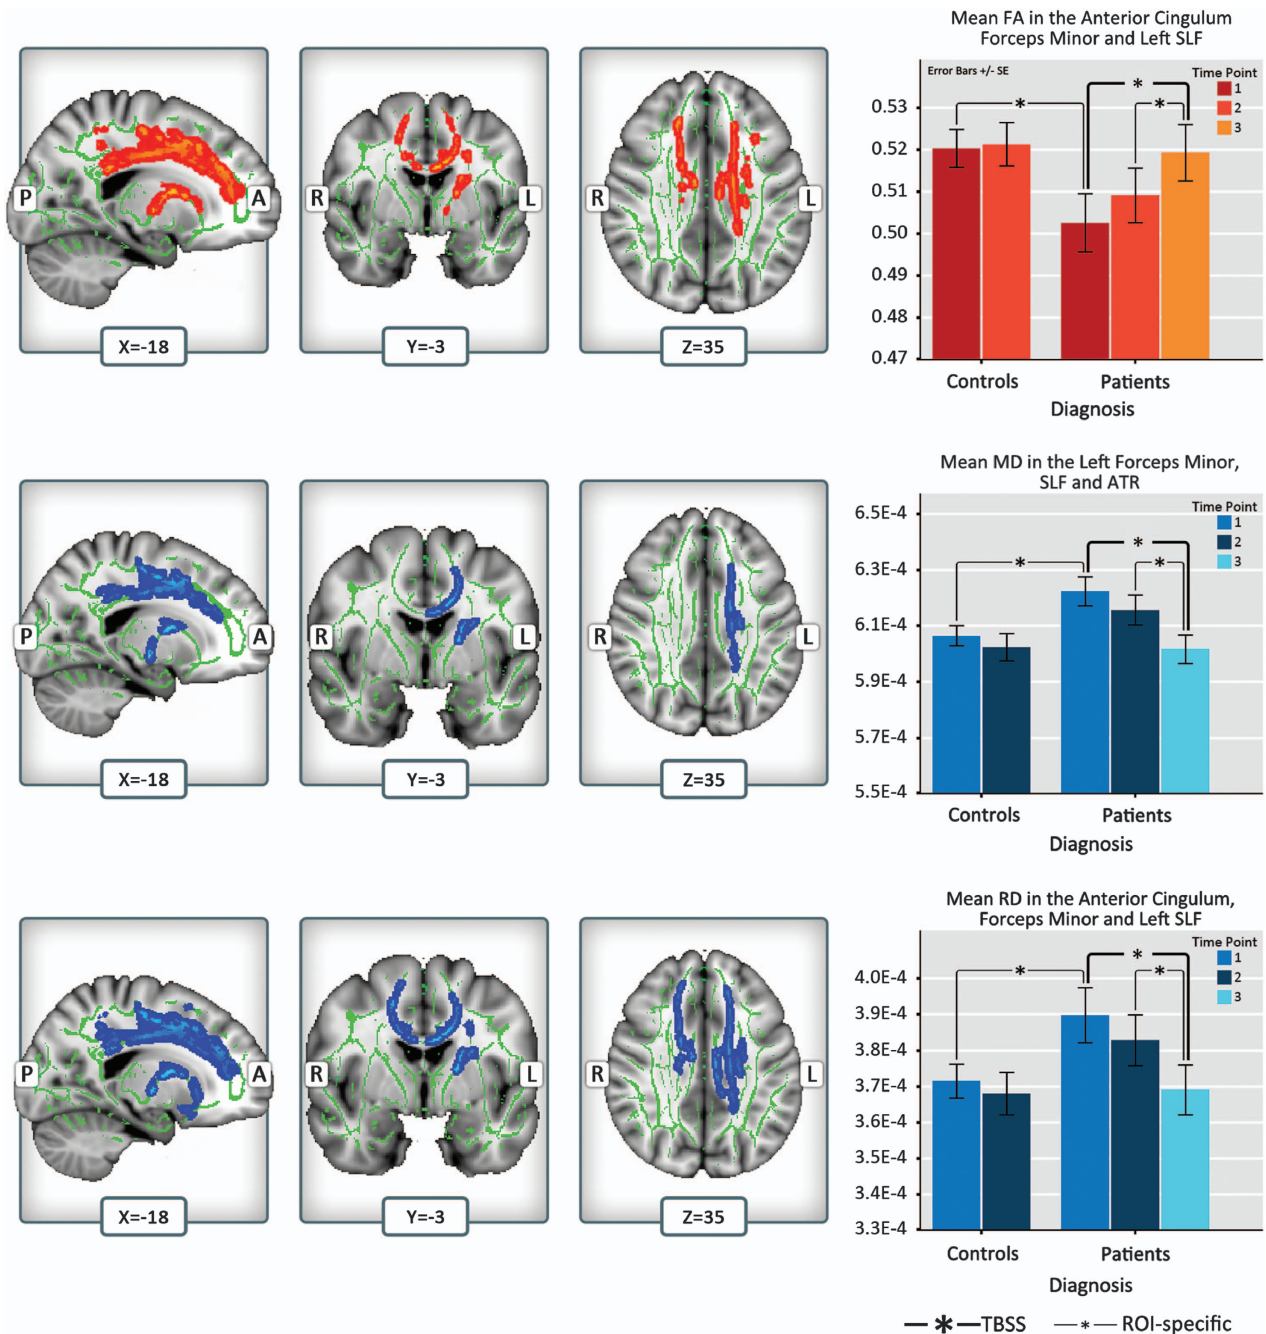 Mean FA in the Anterior Cingulum
Forceps Minor and Left SLF
Error Bars +/- SE
Time Point
1
2
3
*
*
*
0.53
0.52
0.51
0.50
0.49
0.48
0.47
Controls
Patients
Diagnosis
P
A
R
L
R
L
X=-18
Y=-3
Z=35
Mean MD in the Left Forceps Minor,
SLF and ATR
Time Point
1
2
3
*
*
*
6.5E-4
6.3E-4
6.1E-4
5.9E-4
5.7E-4
5.5E-4
Controls
Patients
Diagnosis
P
A
R
L
R
L
X=-18
Y=-3
Z=35
Mean RD in the Anterior Cingulum,
Forceps Minor and Left SLF
Time Point
1
2
3
*
*
*
4.0E-4
3.9E-4
3.8E-4
3.7E-4
3.6E-4
3.5E-4
3.4E-4
3.3E-4
Controls
Patients
Diagnosis
P
A
R
L
R
L
X=-18
Y=-3
Z=35
* TBSS
* ROI-specific